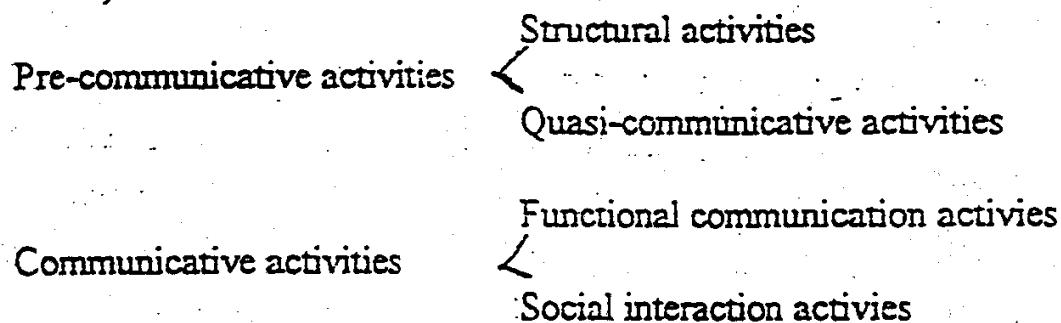 Structural activities
Pre-communicative activities
Quasi-communicative activities
Functional communication activies
Communicative activities
Social interaction activies